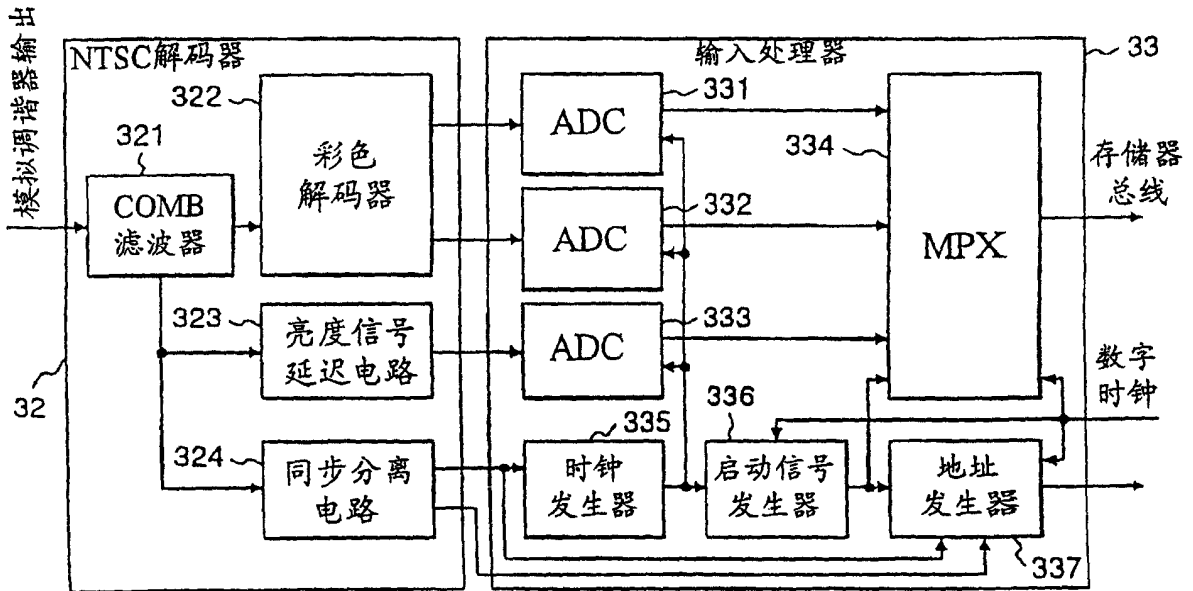 模拟调谐器输出
NTSC解码器
输入处理器
33
322
321
COMB
滤波器
彩色
解码器
331
ADC
334
332
ADC
MPX
存储器
总线
323
亮度信号
延迟电路
333
ADC
32
数字
时钟
324
同步分离
电路
335
时钟
发生器
336
启动信号
发生器
地址
发生器
337